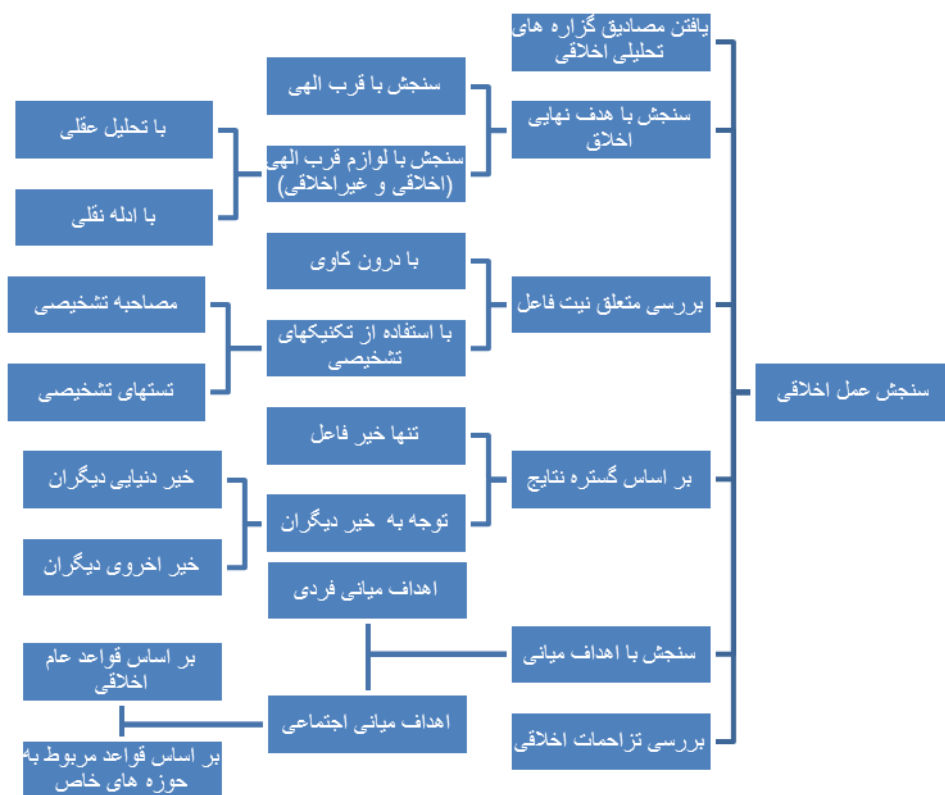 سنجش عمل اخلاقی
یافتن مصادیق گزاره های
تحلیلی اخلاقی
سنجش با هدف نهایی
اخلاق
سنجش با قرب الهی
سنجش با لوازم قرب الهی
(اخلاقی و غیراخلاقی)
با تحلیل عقلی
با ادله نقلی
بررسی متعلق نیت فاعل
با درون کاوی
با استفاده از تکنیکهای
تشخیصی
مصاحبه تشخیصی
تستهای تشخیصی
بر اساس گستره نتایج
تنها خیر فاعل
توجه به خیر دیگران
خیر دنیایی دیگران
خیر اخروی دیگران
سنجش با اهداف میانی
اهداف میانی فردی
اهداف میانی اجتماعی
بر اساس قواعد عام
اخلاقی
بر اساس قواعد مربوط به
حوزه های خاص
بررسی تزاحمات اخلاقی